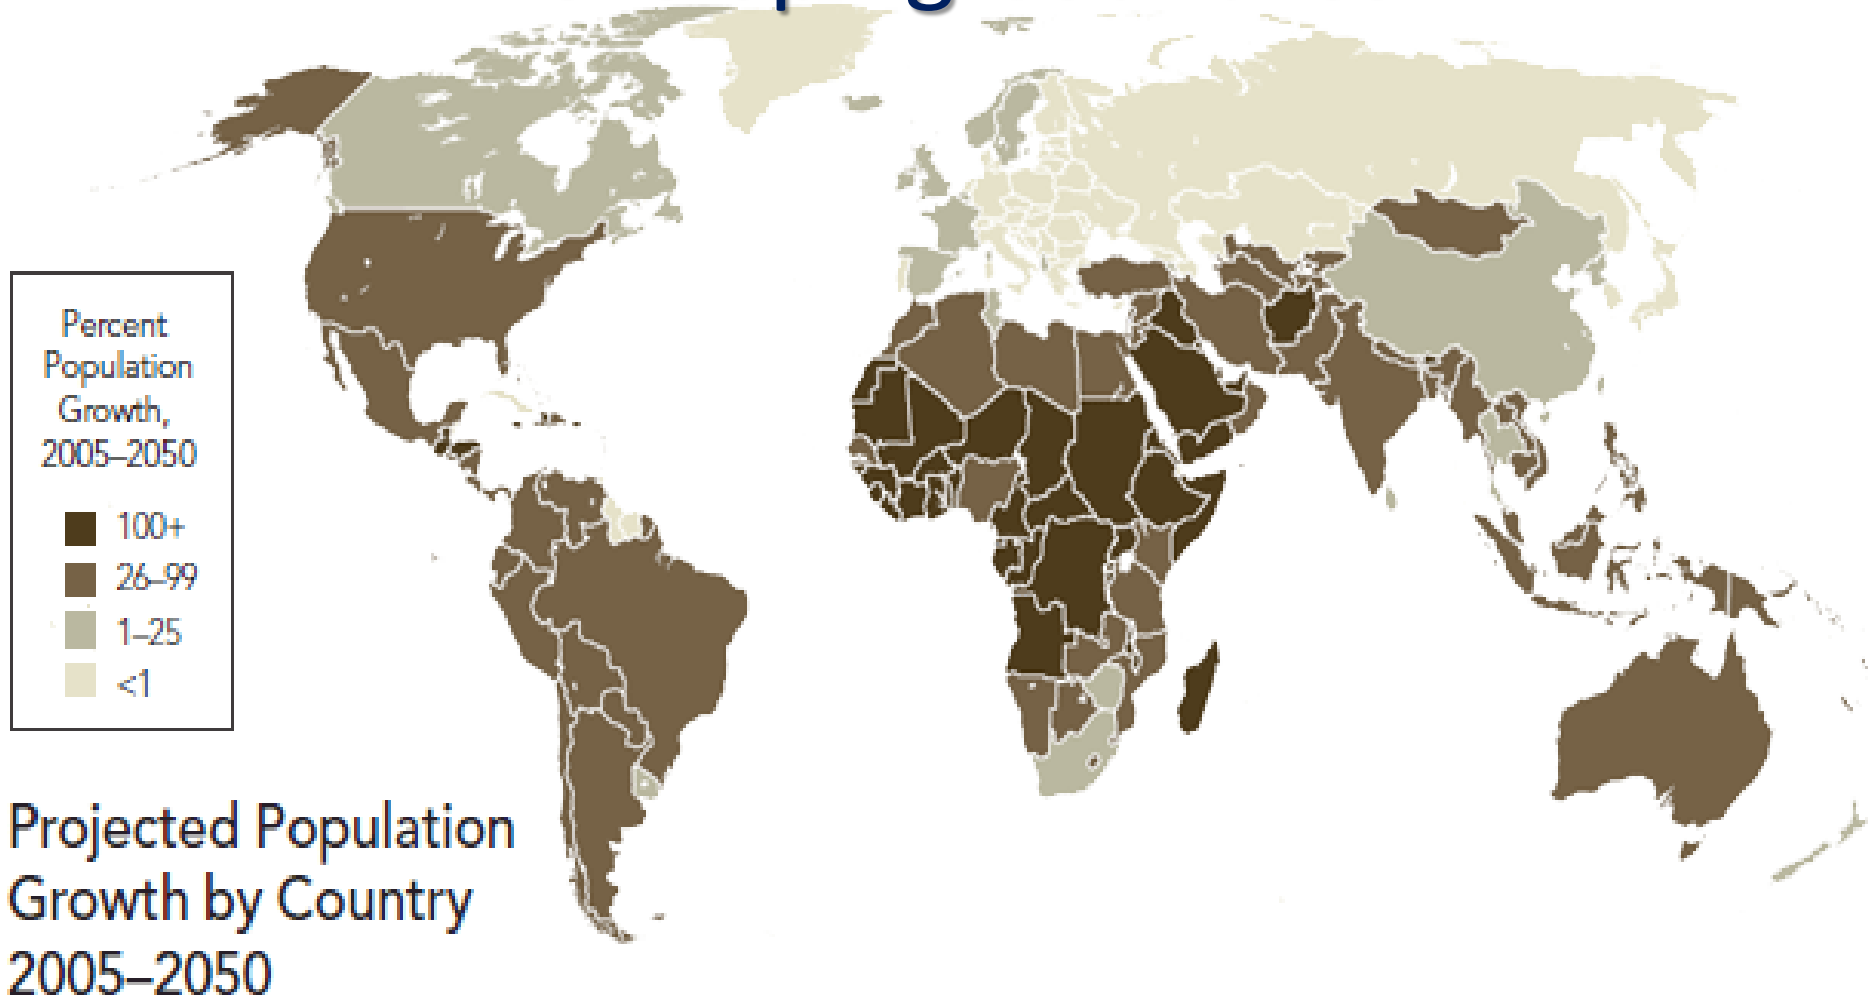 Percent
Population
Growth,
2005–2050
100+
26–99
1–25
<1
Projected Population
Growth by Country
2005–2050